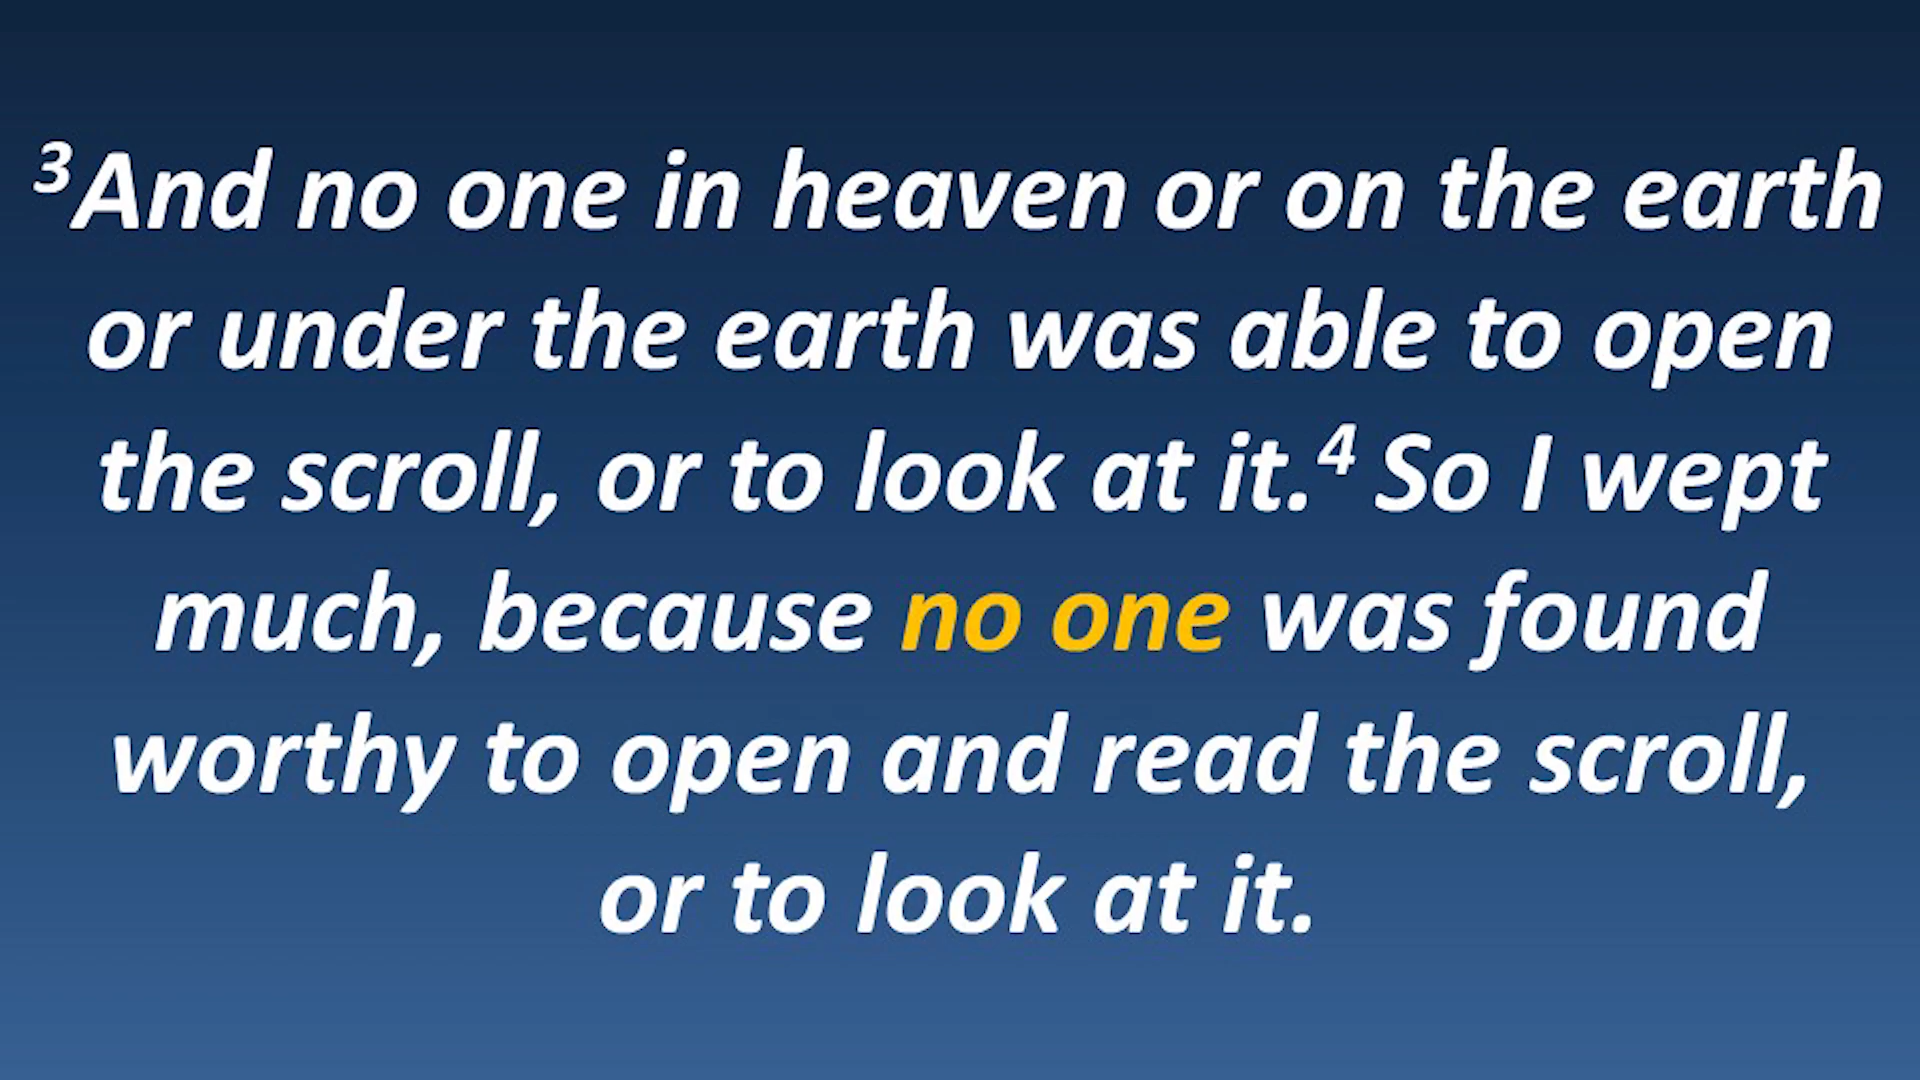 ³And no one in heaven or on the earth
or under the earth was able to open
the scroll, or to look at it.⁴ So I wept
much, because no one was found
worthy to open and read the scroll,
or to look at it.